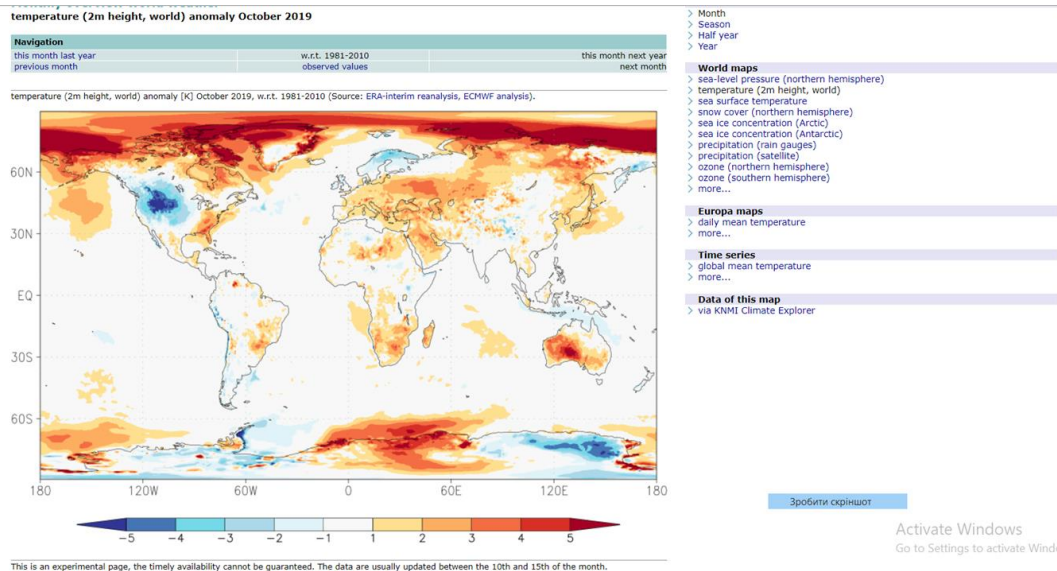 temperature (2m height, world) anomaly October 2019
Navigation
this month last year w.r.t. 1981-2010 this month next year
previous month observed values next month
temperature (2m height, world) anomaly [K] October 2019, w.r.t. 1981-2010 (Source: ERA-interim reanalysis, ECMWF analysis).
60N
30N
EQ
30S
60S
180 120W 60W 0 60E 120E 180
-5 -4 -3 -2 -1 1 2 3 4 5
This is an experimental page, the timely availability cannot be guaranteed. The data are usually updated between the 10th and 15th of the month.
> Month
> Season
> Half year
> Year
World maps
> sea-level pressure (northern hemisphere)
> temperature (2m height, world)
> sea surface temperature
> snow cover (northern hemisphere)
> sea ice concentration (Arctic)
> sea ice concentration (Antarctic)
> precipitation (rain gauges)
> precipitation (satellite)
> ozone (northern hemisphere)
> ozone (southern hemisphere)
> more...
Europa maps
> daily mean temperature
> more...
Time series
> global mean temperature
> more...
Data of this map
> via KNMI Climate Explorer
Зробити скріншот
Activate Windows
Go to Settings to activate